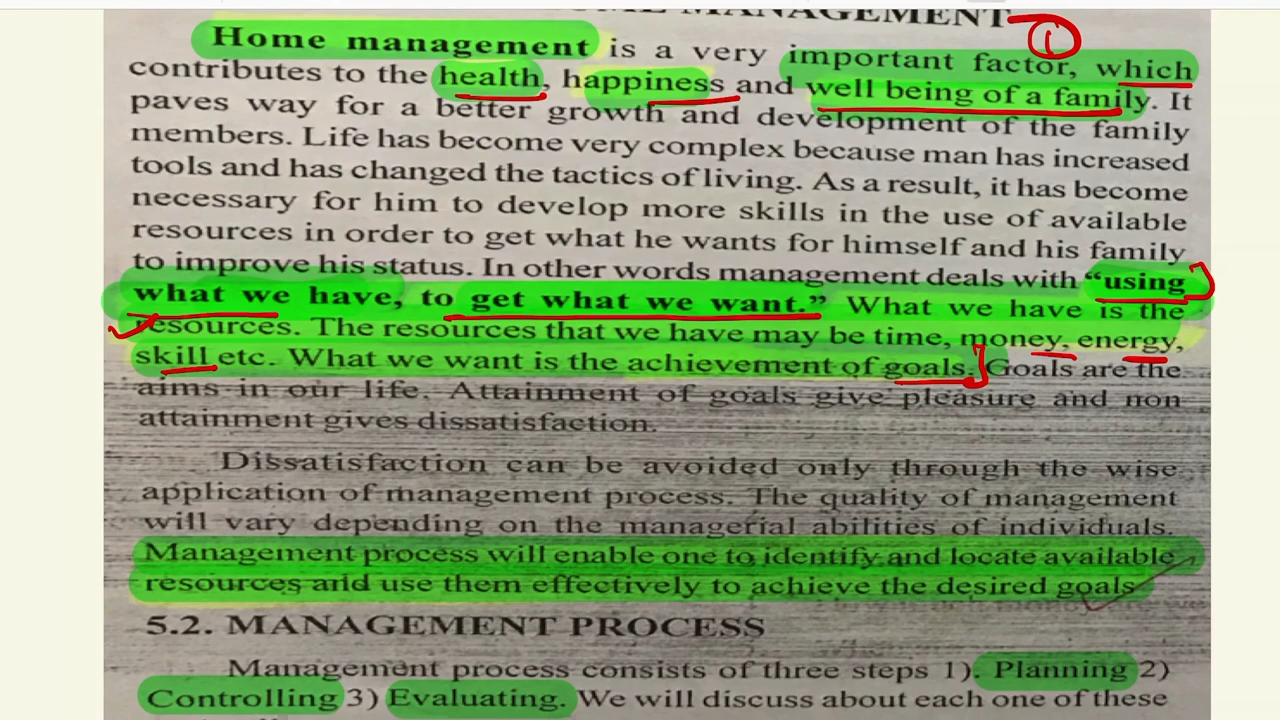 MANAGEMENT
1
Home management is a very important factor, which
contributes to the health, happiness and well being of a family. It
paves way for a better growth and development of the family
members. Life has become very complex because man has increased
tools and has changed the tactics of living. As a result, it has become
necessary for him to develop more skills in the use of available
resources in order to get what he wants for himself and his family
to improve his status. In other words management deals with “using
what we have, to get what we want.” What we have is the
resources. The resources that we have may be time, money, energy,
skill etc. What we want is the achievement of goals. Goals are the
aims in our life. Attainment of goals give pleasure and non
attainment gives dissatisfaction.
Dissatisfaction can be avoided only through the wise
application of management process. The quality of management
will vary depending on the managerial abilities of individuals.
Management process will enable one to identify and locate available
resources and use them effectively to achieve the desired goals
5.2. MANAGEMENT PROCESS
Management process consists of three steps 1). Planning 2)
Controlling 3) Evaluating. We will discuss about each one of these